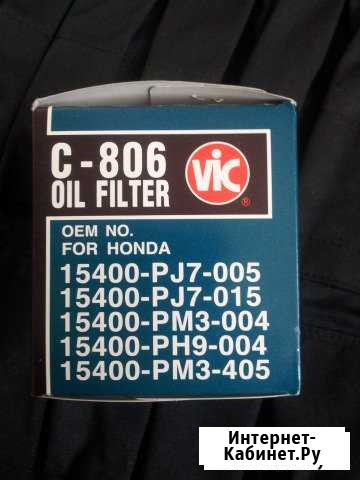 C-806
OIL FILTER
VIC
®
OEM NO.
FOR HONDA
15400-PJ7-005
15400-PJ7-015
15400-PM3-004
15400-PH9-004
15400-PM3-405
Интернет-
Кабинет.Ру